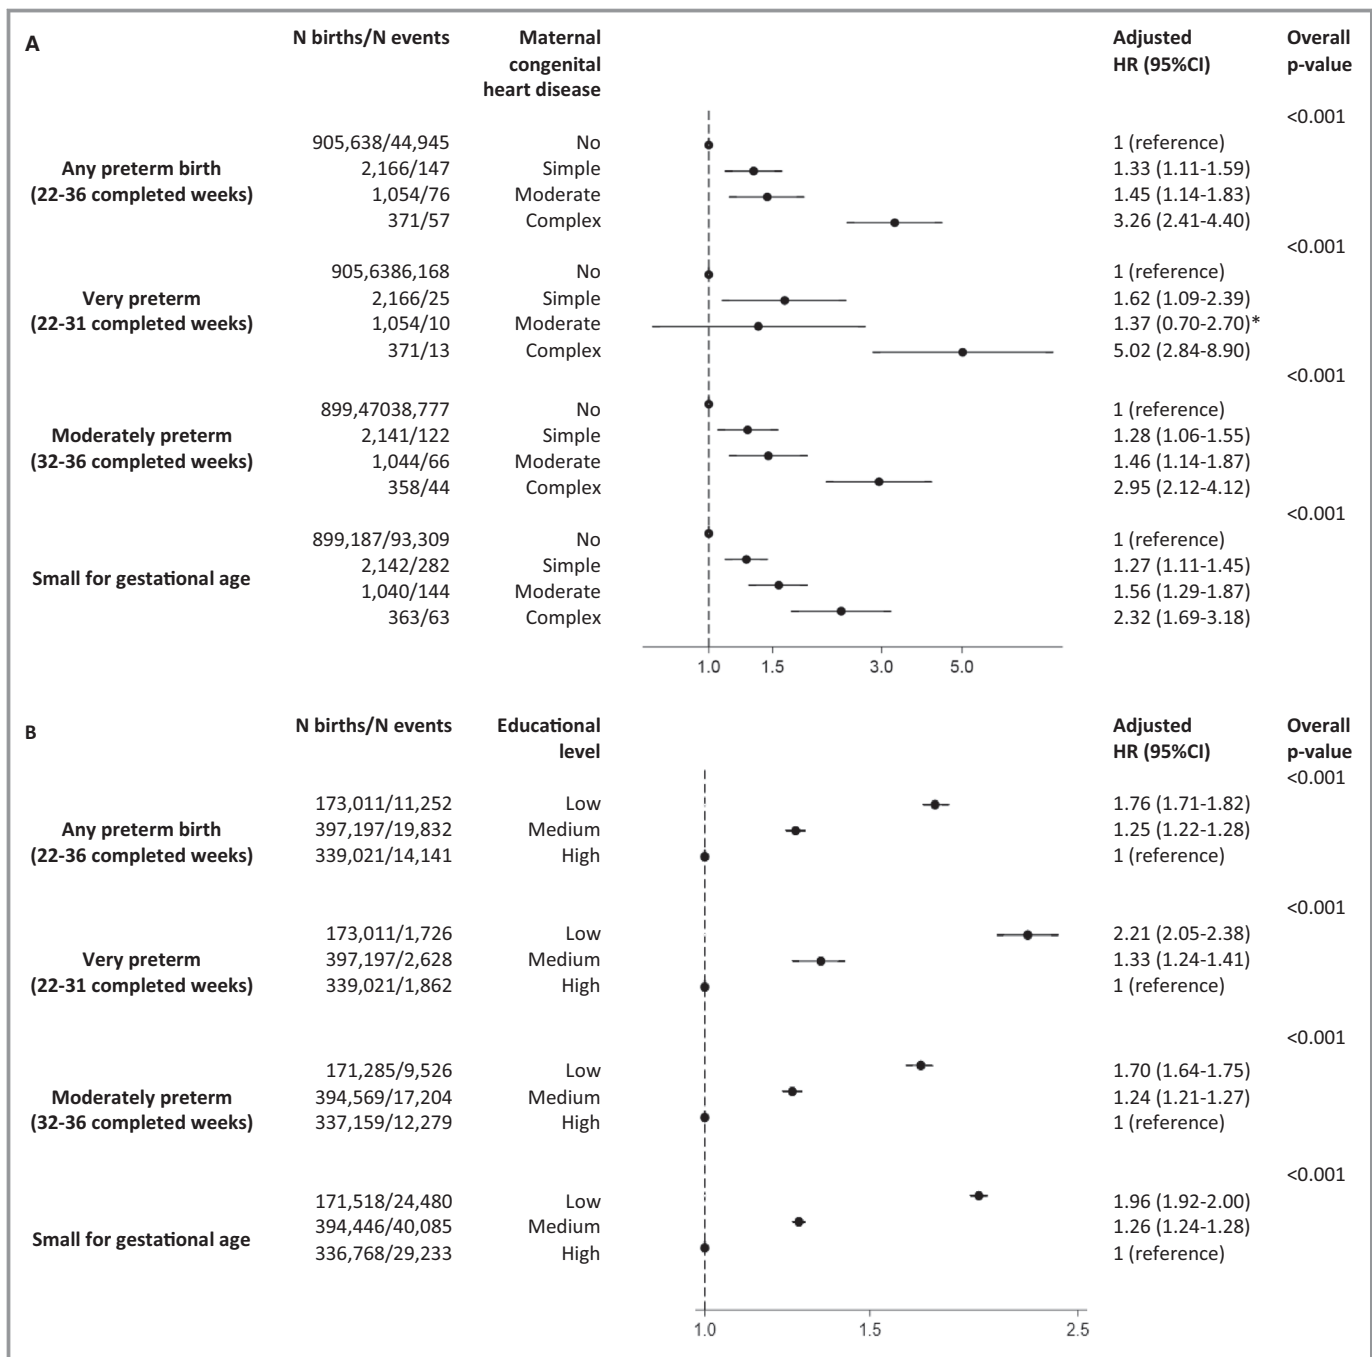 A N births/N events Maternal congenital heart disease Adjusted HR (95%CI) Overall p-value
<0.001
905,638/44,945 No 1 (reference)
Any preterm birth 2,166/147 Simple 1.33 (1.11-1.59)
(22-36 completed weeks) 1,054/76 Moderate 1.45 (1.14-1.83)
371/57 Complex 3.26 (2.41-4.40)
<0.001
905,6386,168 No 1 (reference)
Very preterm 2,166/25 Simple 1.62 (1.09-2.39)
(22-31 completed weeks) 1,054/10 Moderate 1.37 (0.70-2.70)*
371/13 Complex 5.02 (2.84-8.90)
<0.001
899,47038,777 No 1 (reference)
Moderately preterm 2,141/122 Simple 1.28 (1.06-1.55)
(32-36 completed weeks) 1,044/66 Moderate 1.46 (1.14-1.87)
358/44 Complex 2.95 (2.12-4.12)
<0.001
899,187/93,309 No 1 (reference)
Small for gestational age 2,142/282 Simple 1.27 (1.11-1.45)
1,040/144 Moderate 1.56 (1.29-1.87)
363/63 Complex 2.32 (1.69-3.18)
1.0 1.5 3.0 5.0
B N births/N events Educational level Adjusted HR (95%CI) Overall p-value
<0.001
173,011/11,252 Low 1.76 (1.71-1.82)
Any preterm birth 397,197/19,832 Medium 1.25 (1.22-1.28)
(22-36 completed weeks) 339,021/14,141 High 1 (reference)
<0.001
173,011/1,726 Low 2.21 (2.05-2.38)
Very preterm 397,197/2,628 Medium 1.33 (1.24-1.41)
(22-31 completed weeks) 339,021/1,862 High 1 (reference)
<0.001
171,285/9,526 Low 1.70 (1.64-1.75)
Moderately preterm 394,569/17,204 Medium 1.24 (1.21-1.27)
(32-36 completed weeks) 337,159/12,279 High 1 (reference)
<0.001
171,518/24,480 Low 1.96 (1.92-2.00)
Small for gestational age 394,446/40,085 Medium 1.26 (1.24-1.28)
336,768/29,233 High 1 (reference)
1.0 1.5 2.5